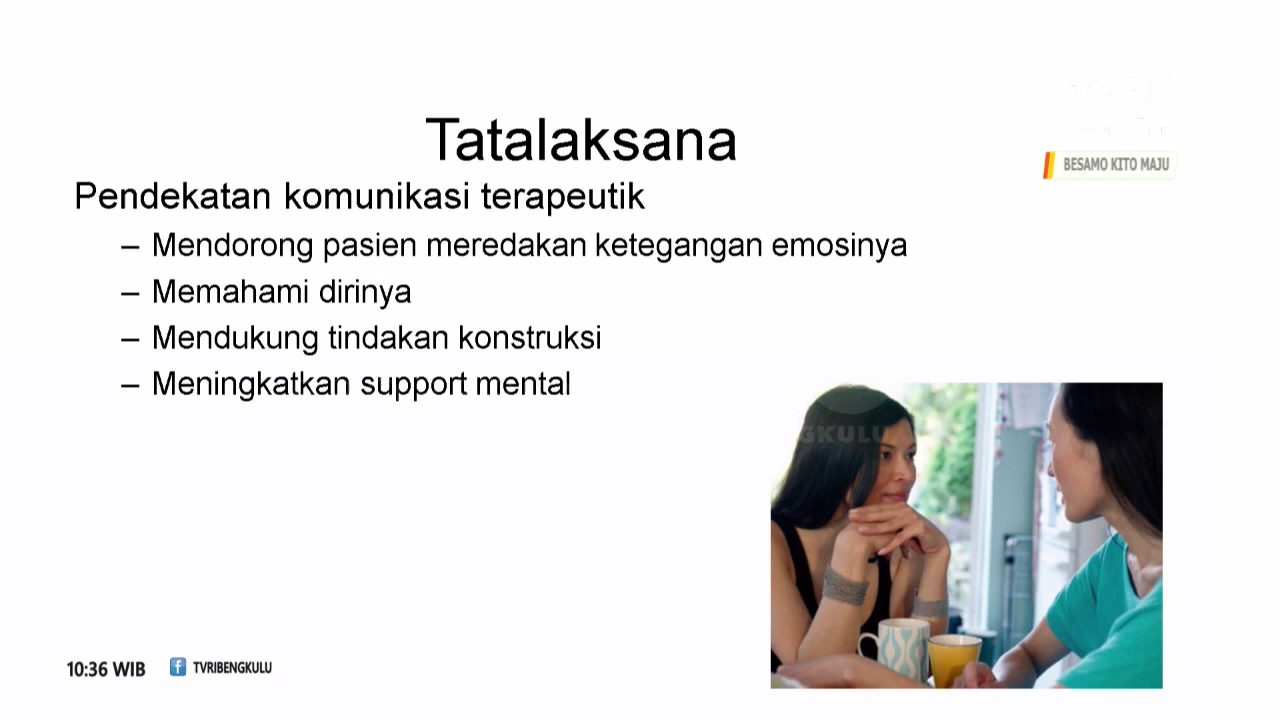 Tatalaksana
BESAMO KITO MAJU
Pendekatan komunikasi terapeutik
– Mendorong pasien meredakan ketegangan emosinya
– Memahami dirinya
– Mendukung tindakan konstruksi
– Meningkatkan support mental
GKULU
10:36 WIB
TVRIBENGKULU